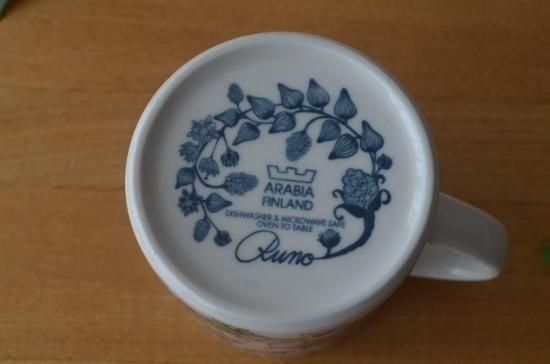 ARABIA
FINLAND
DISHWASHER & MICROWAVE SAFE
OVEN TO TABLE
Runo